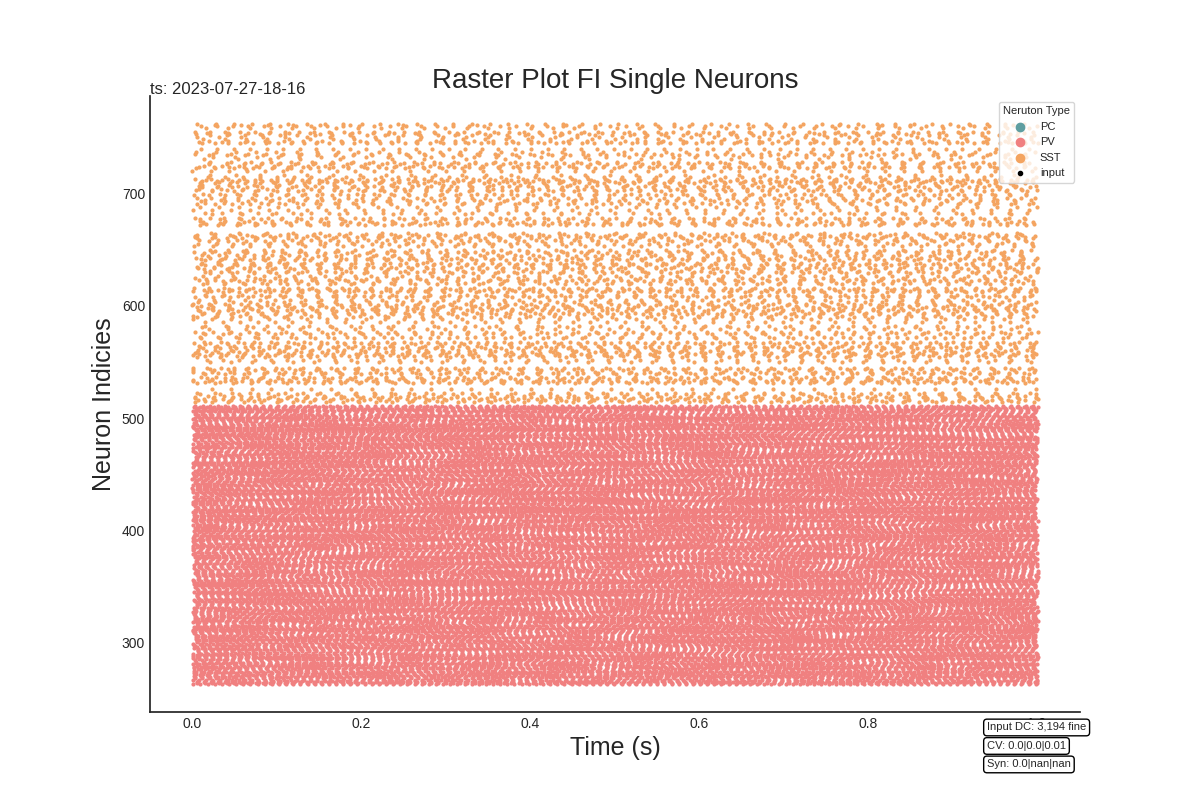 Raster Plot FI Single Neurons
ts: 2023-07-27-18-16
Neruton Type
PC
PV
SST
input
Neuron Indicies
700
600
500
400
300
0.0 0.2 0.4 0.6 0.8
Time (s)
Input DC: 3,194 fine
CV: 0.0|0.0|0.01
Syn: 0.0|nan|nan